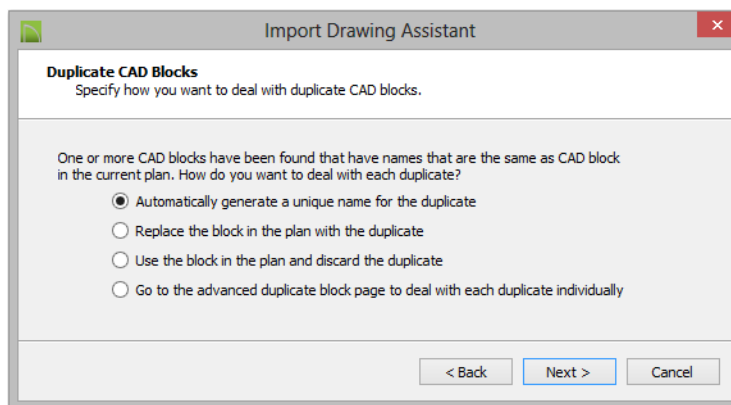 Import Drawing Assistant
Duplicate CAD Blocks
Specify how you want to deal with duplicate CAD blocks.
One or more CAD blocks have been found that have names that are the same as CAD block
in the current plan. How do you want to deal with each duplicate?
Automatically generate a unique name for the duplicate
Replace the block in the plan with the duplicate
Use the block in the plan and discard the duplicate
Go to the advanced duplicate block page to deal with each duplicate individually
< Back Next > Cancel